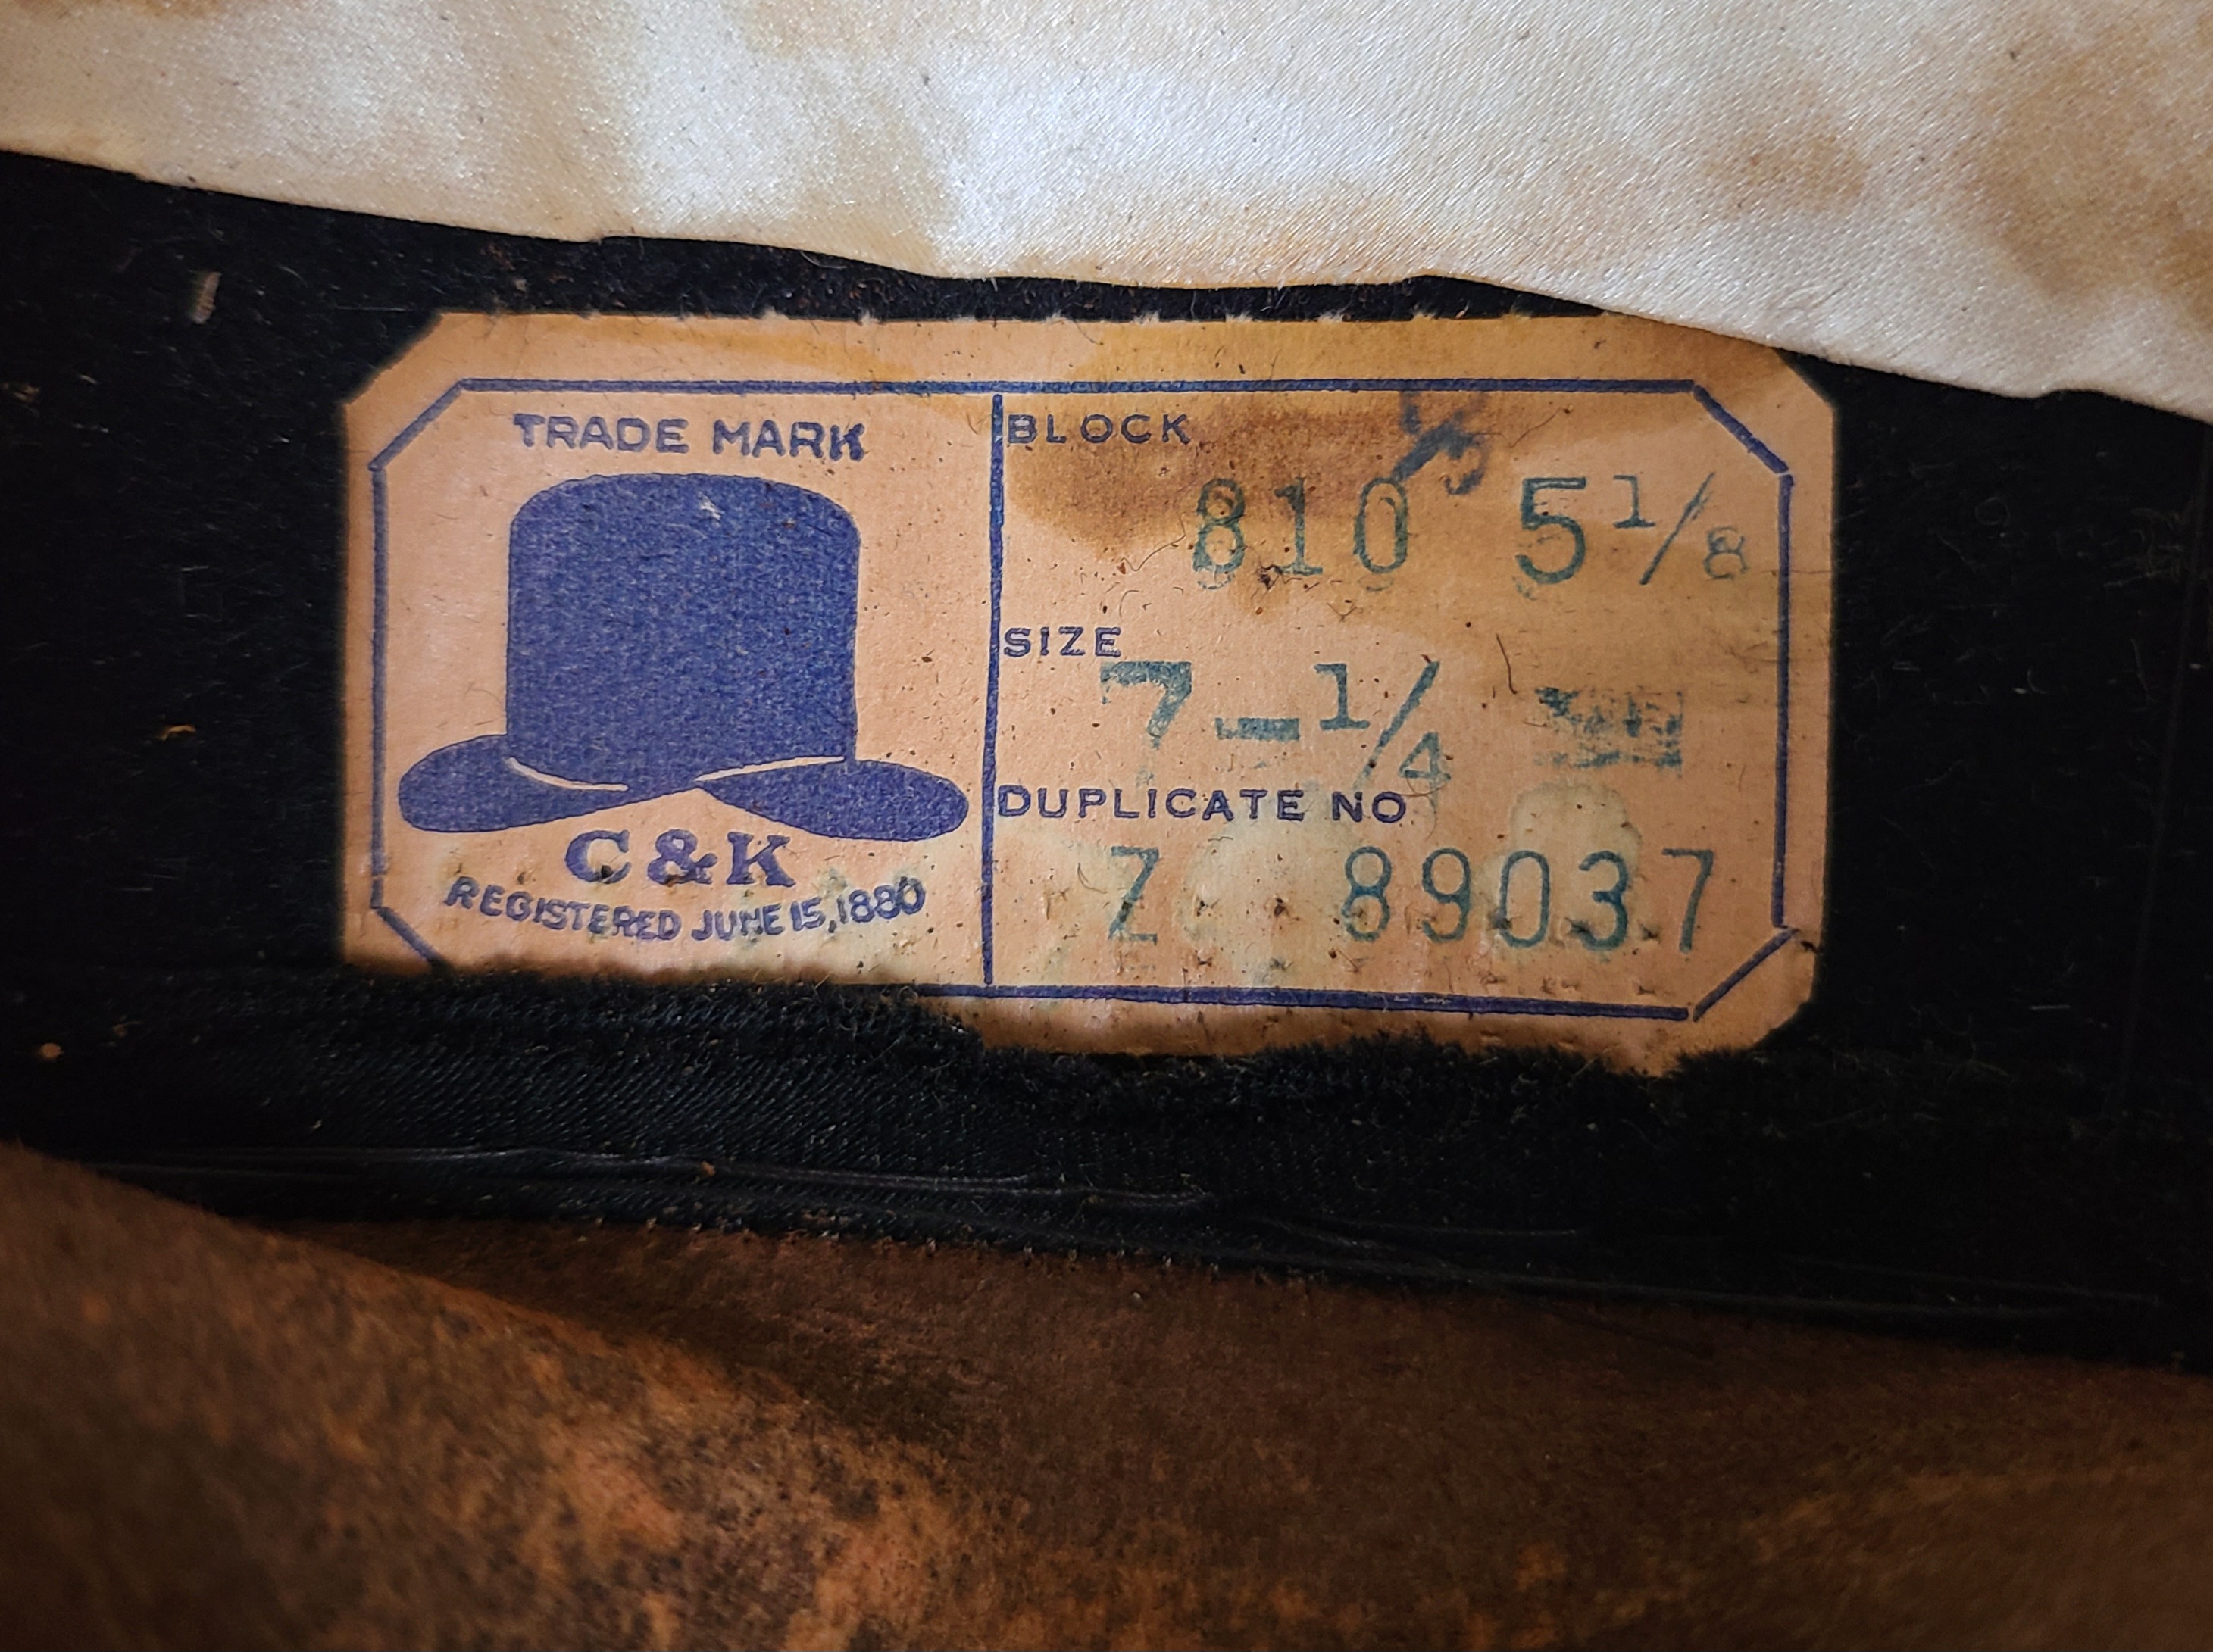 TRADE MARK
C & K
REGISTERED JUNE 15, 1880
BLOCK
810 5 1/8
SIZE
7-1/4
DUPLICATE NO
Z 89037